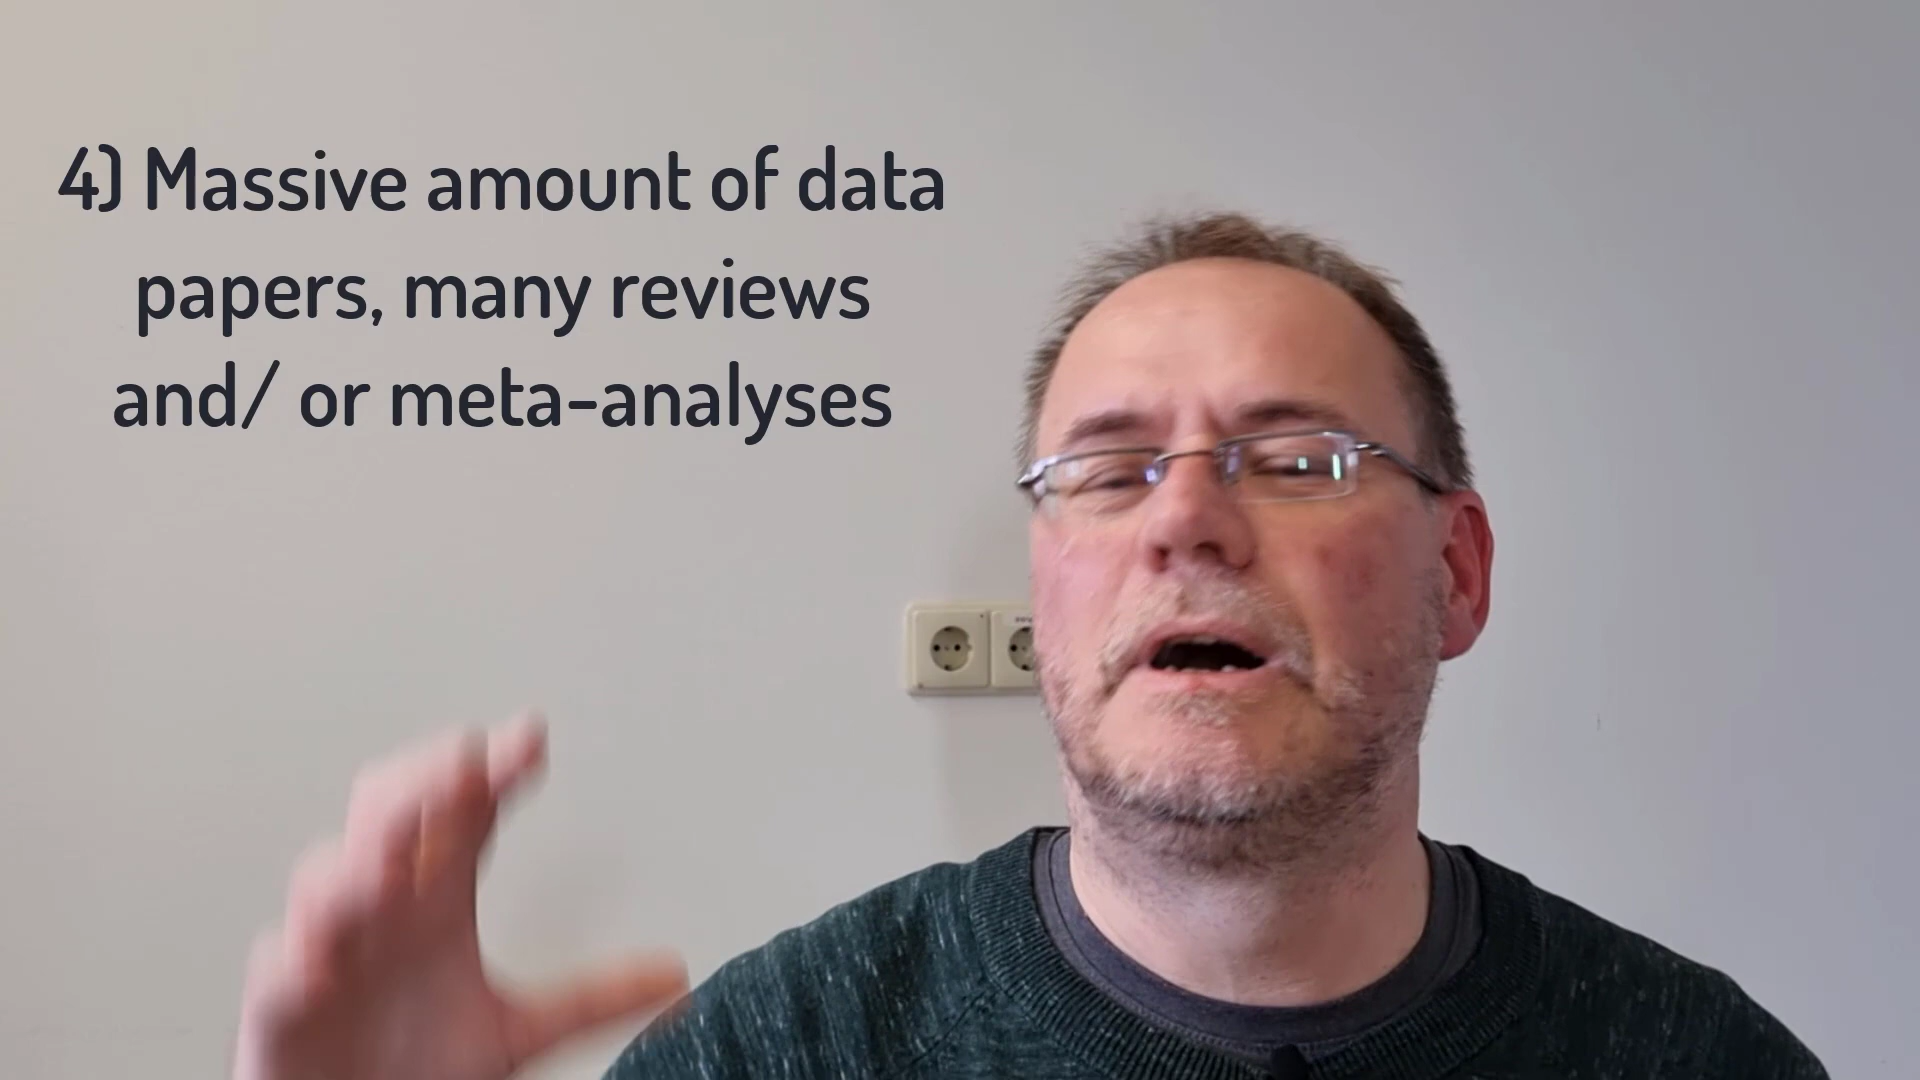 4) Massive amount of data
papers, many reviews
and/ or meta-analyses